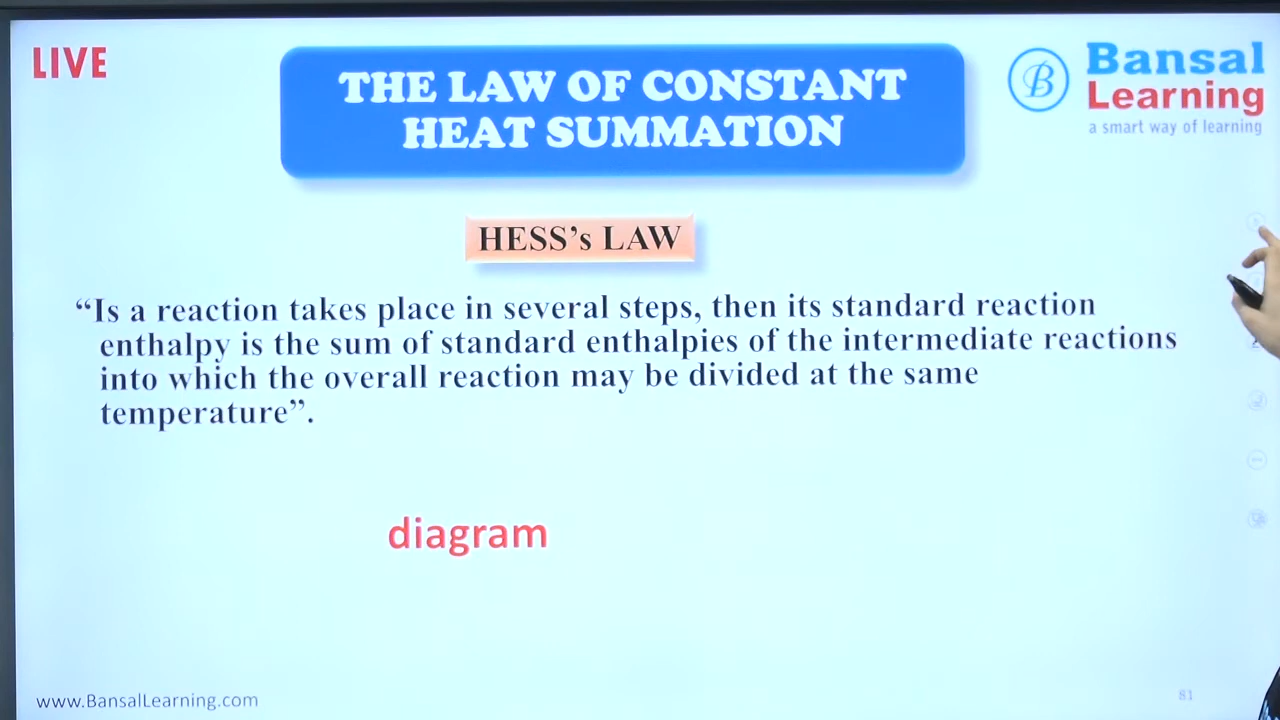 LIVE
THE LAW OF CONSTANT
HEAT SUMMATION
B
Bansal
Learning
a smart way of learning
HESS's LAW
“Is a reaction takes place in several steps, then its standard reaction
enthalpy is the sum of standard enthalpies of the intermediate reactions
into which the overall reaction may be divided at the same
temperature”.
diagram
www.BansalLearning.com
81